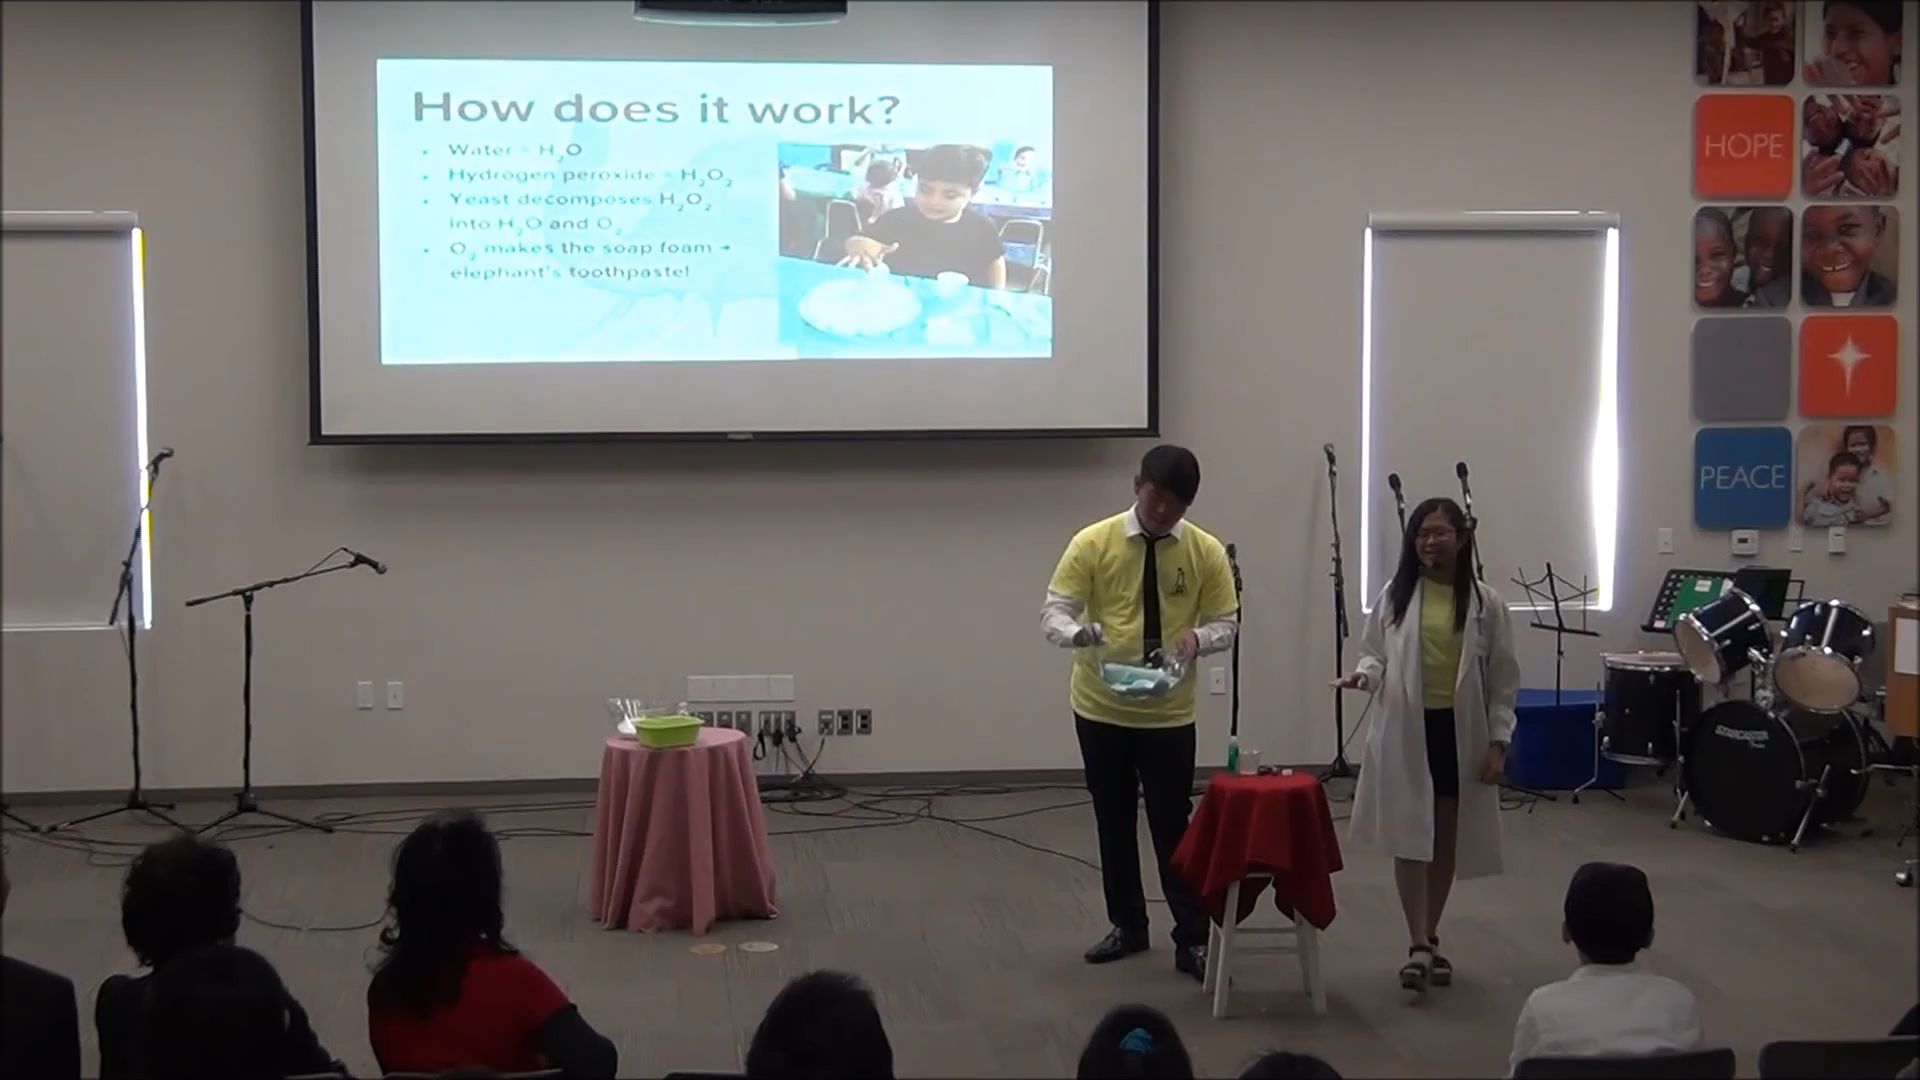 How does it work?
Water - H₂O
Hydrogen peroxide - H₂O₂
Yeast decomposes H₂O₂
into H₂O and O₂
O₂ makes the soap foam →
elephant's toothpaste!
HOPE
PEACE
STARCASTER